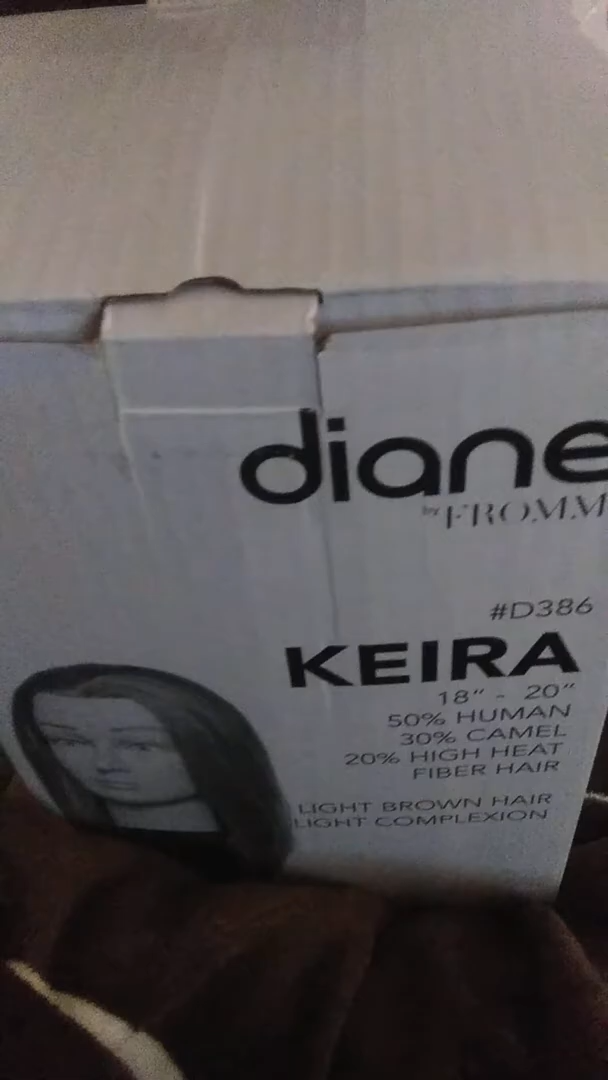 diane
by FROMM
#D386
KEIRA
18" - 20"
50% HUMAN
30% CAMEL
20% HIGH HEAT
FIBER HAIR
LIGHT BROWN HAIR
LIGHT COMPLEXION